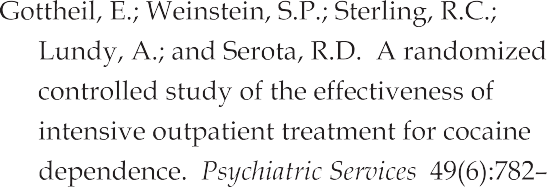 Gottheil, E.; Weinstein, S.P.; Sterling, R.C.;
Lundy, A.; and Serota, R.D. A randomized
controlled study of the effectiveness of
intensive outpatient treatment for cocaine
dependence. Psychiatric Services 49(6):782–